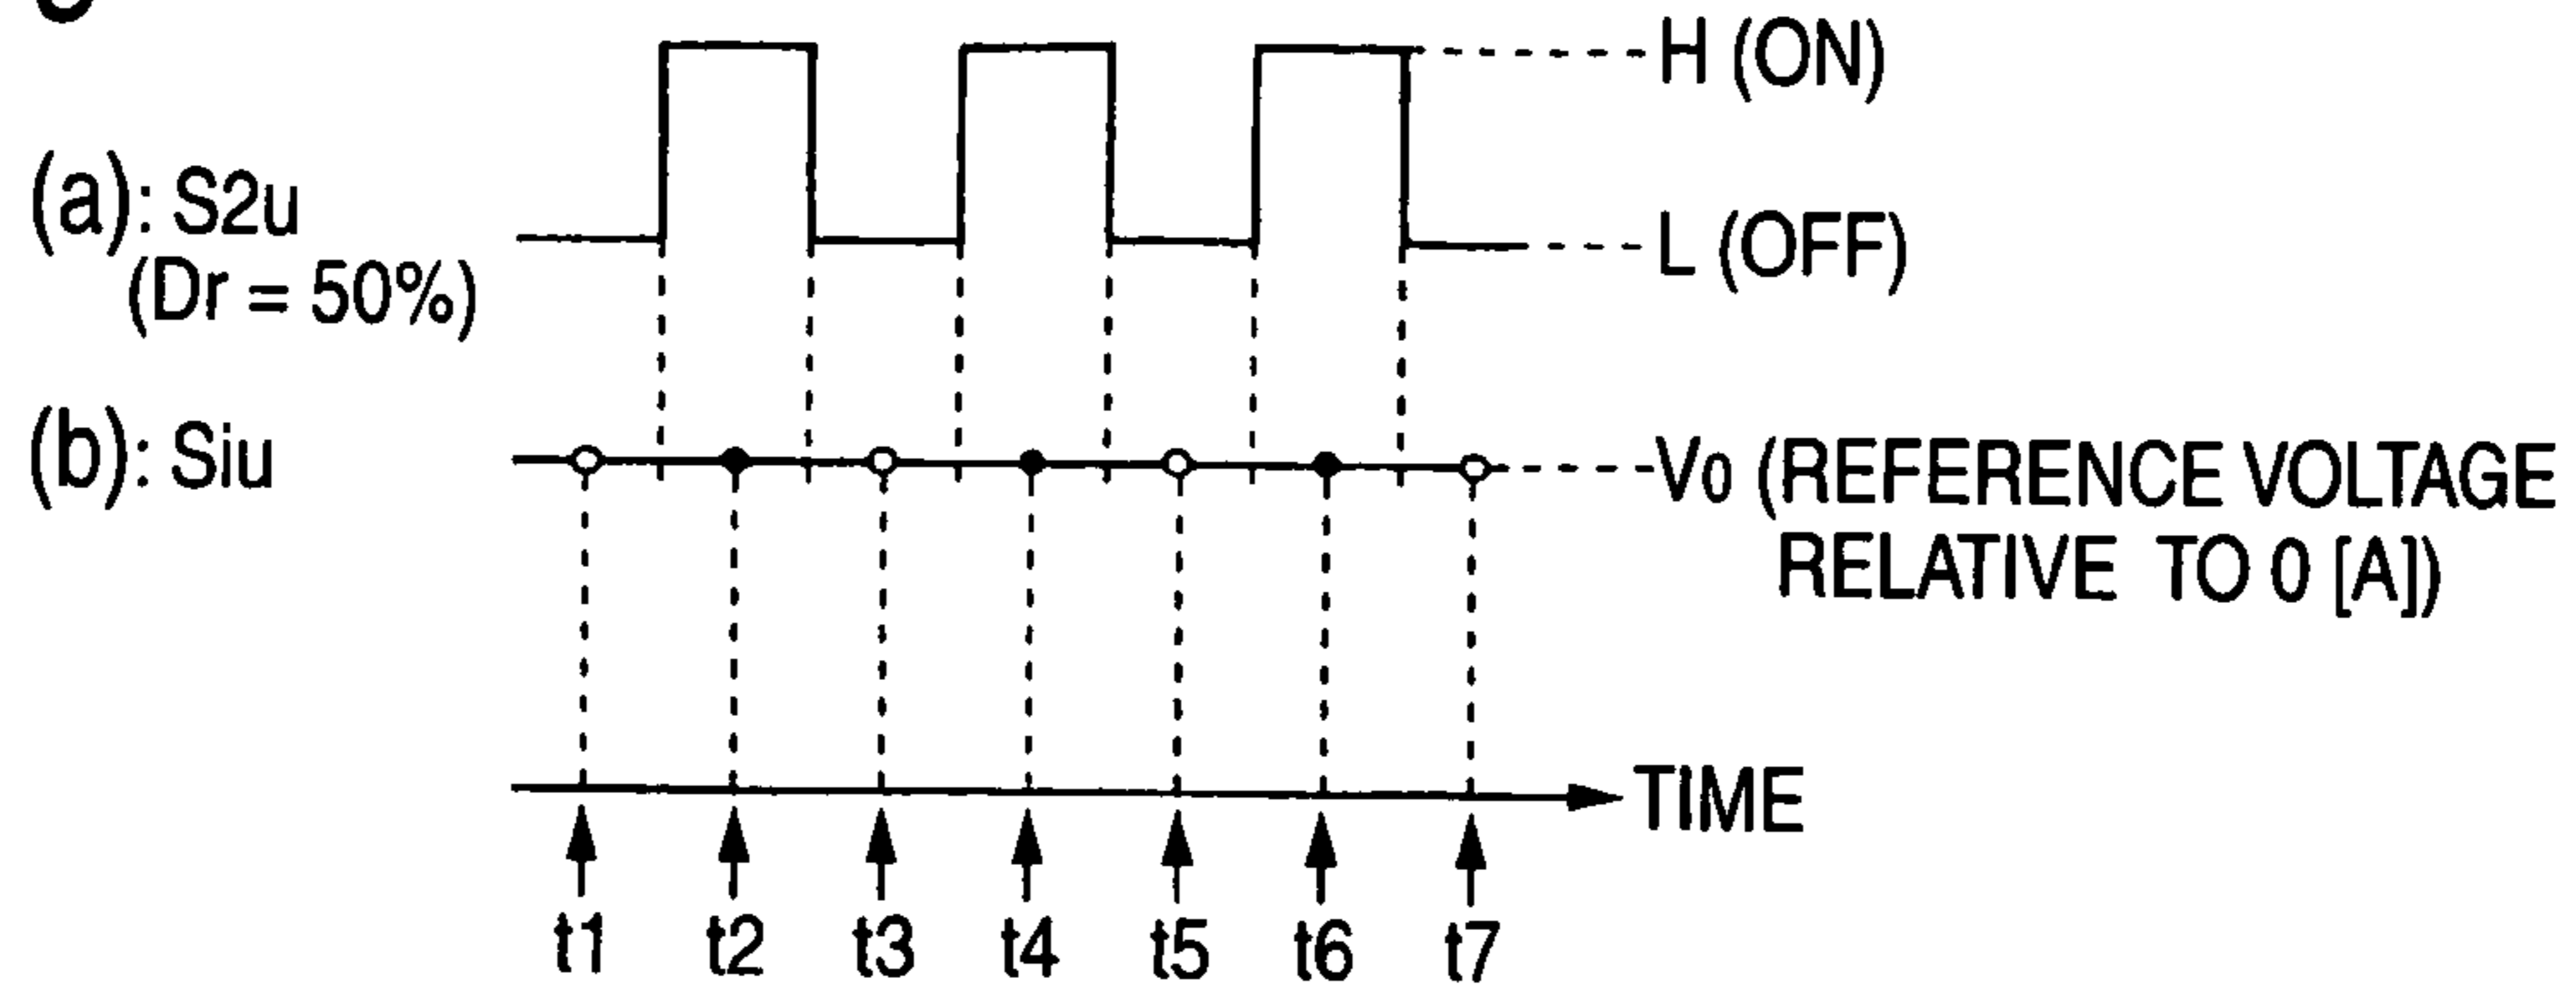 H (ON)
(a): S2u
(Dr = 50%)
L (OFF)
(b): Siu
V0 (REFERENCE VOLTAGE
RELATIVE TO 0 [A])
TIME
t1 t2 t3 t4 t5 t6 t7